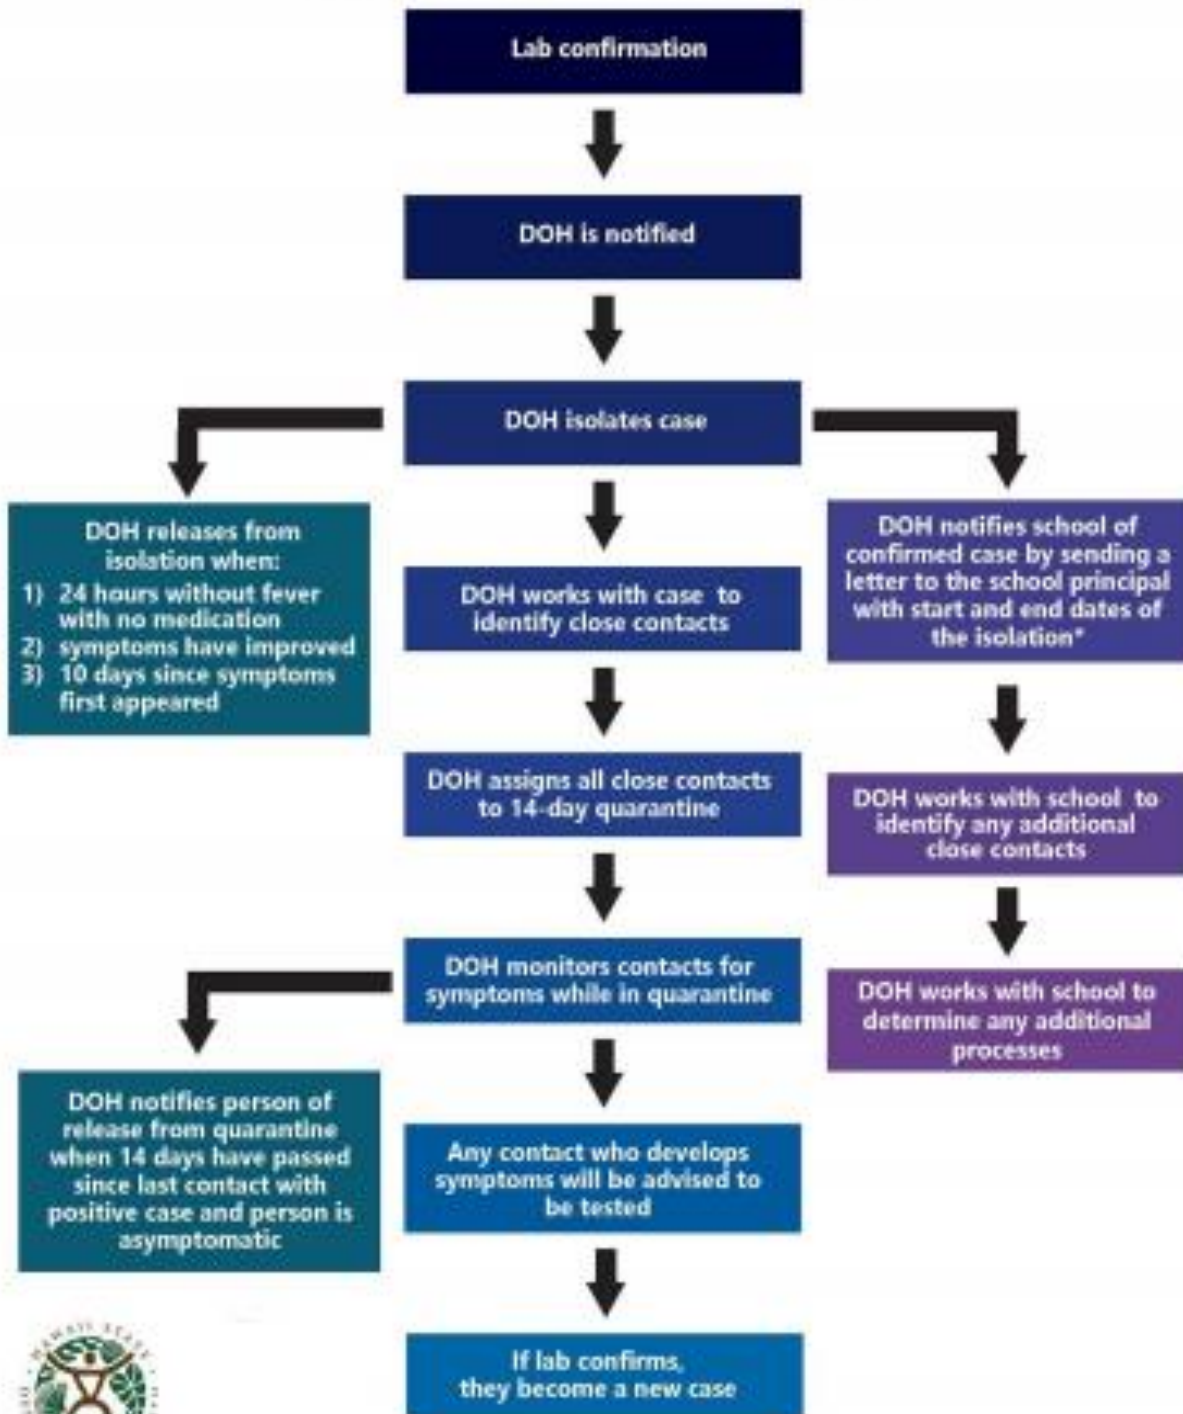 Lab confirmation
DOH is notified
DOH isolates case
DOH releases from
isolation when:
1) 24 hours without fever
with no medication
2) symptoms have improved
3) 10 days since symptoms
first appeared
DOH works with case to
identify close contacts
DOH notifies school of
confirmed case by sending a
letter to the school principal
with start and end dates of
the isolation*
DOH assigns all close contacts
to 14-day quarantine
DOH works with school to
identify any additional
close contacts
DOH monitors contacts for
symptoms while in quarantine
DOH works with school to
determine any additional
processes
DOH notifies person of
release from quarantine
when 14 days have passed
since last contact with
positive case and person is
asymptomatic
Any contact who develops
symptoms will be advised to
be tested
If lab confirms,
they become a new case
HAWAII STATE